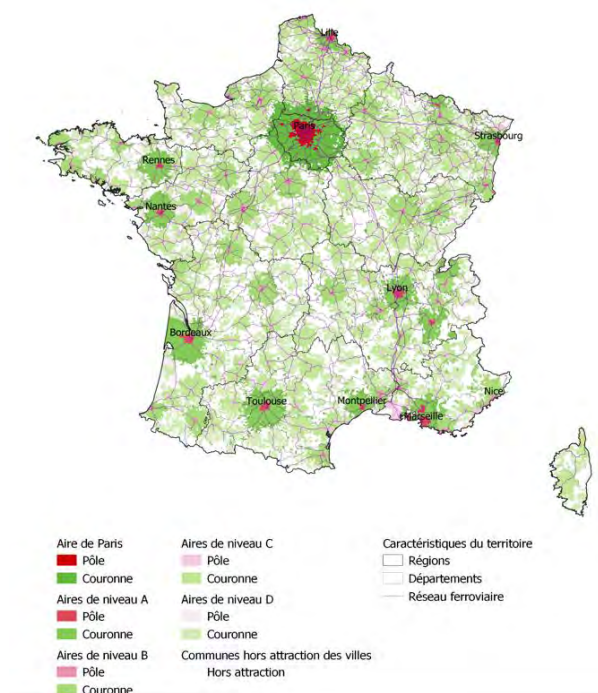 Lille
Paris
Strasbourg
Rennes
Nantes
Lyon
Bordeaux
Toulouse
Montpellier
Nice
Marseille
Aire de Paris
Pôle
Couronne
Aires de niveau A
Pôle
Couronne
Aires de niveau B
Pôle
Couronne
Aires de niveau C
Pôle
Couronne
Aires de niveau D
Pôle
Couronne
Communes hors attraction des villes
Hors attraction
Caractéristiques du territoire
Régions
Départements
Réseau ferroviaire